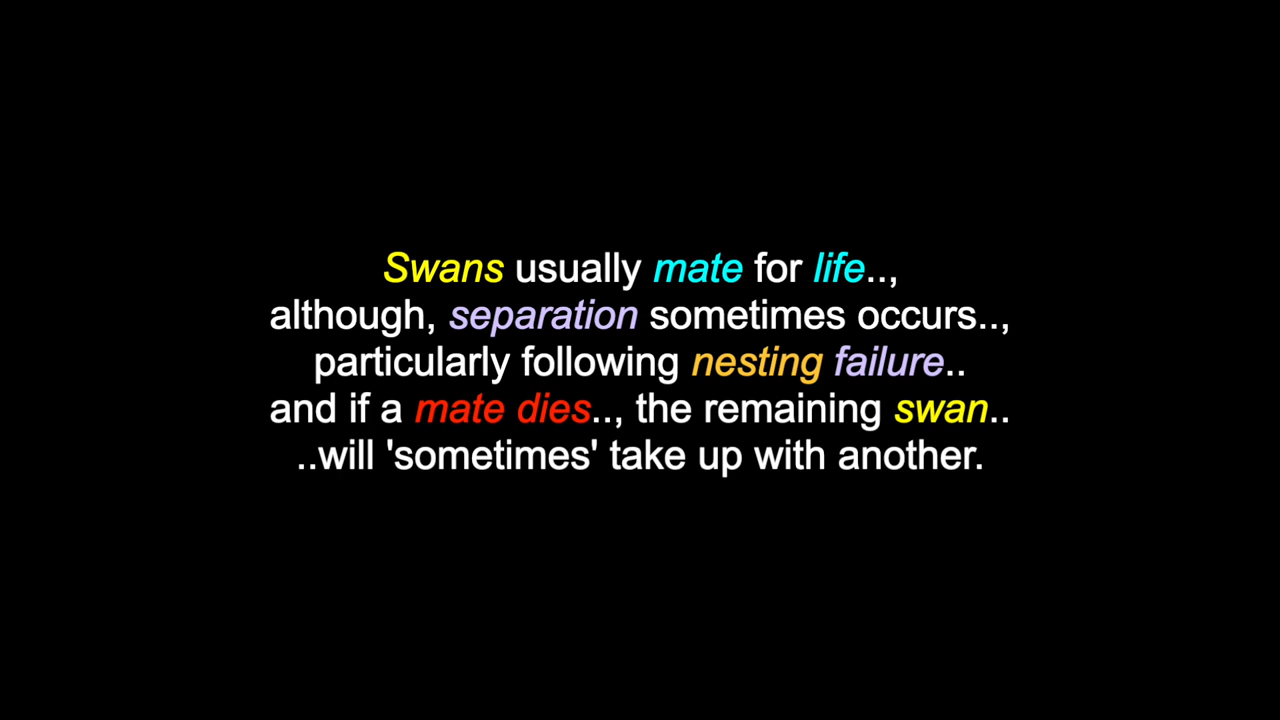 Swans usually mate for life..,
although, separation sometimes occurs..,
particularly following nesting failure..
and if a mate dies.., the remaining swan..
..will 'sometimes' take up with another.